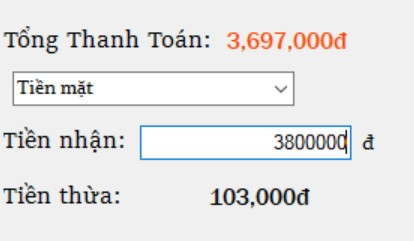 Tổng Thanh Toán: 3,697,000đ
Tiền mặt
Tiền nhận: 3800000 đ
Tiền thừa: 103,000đ